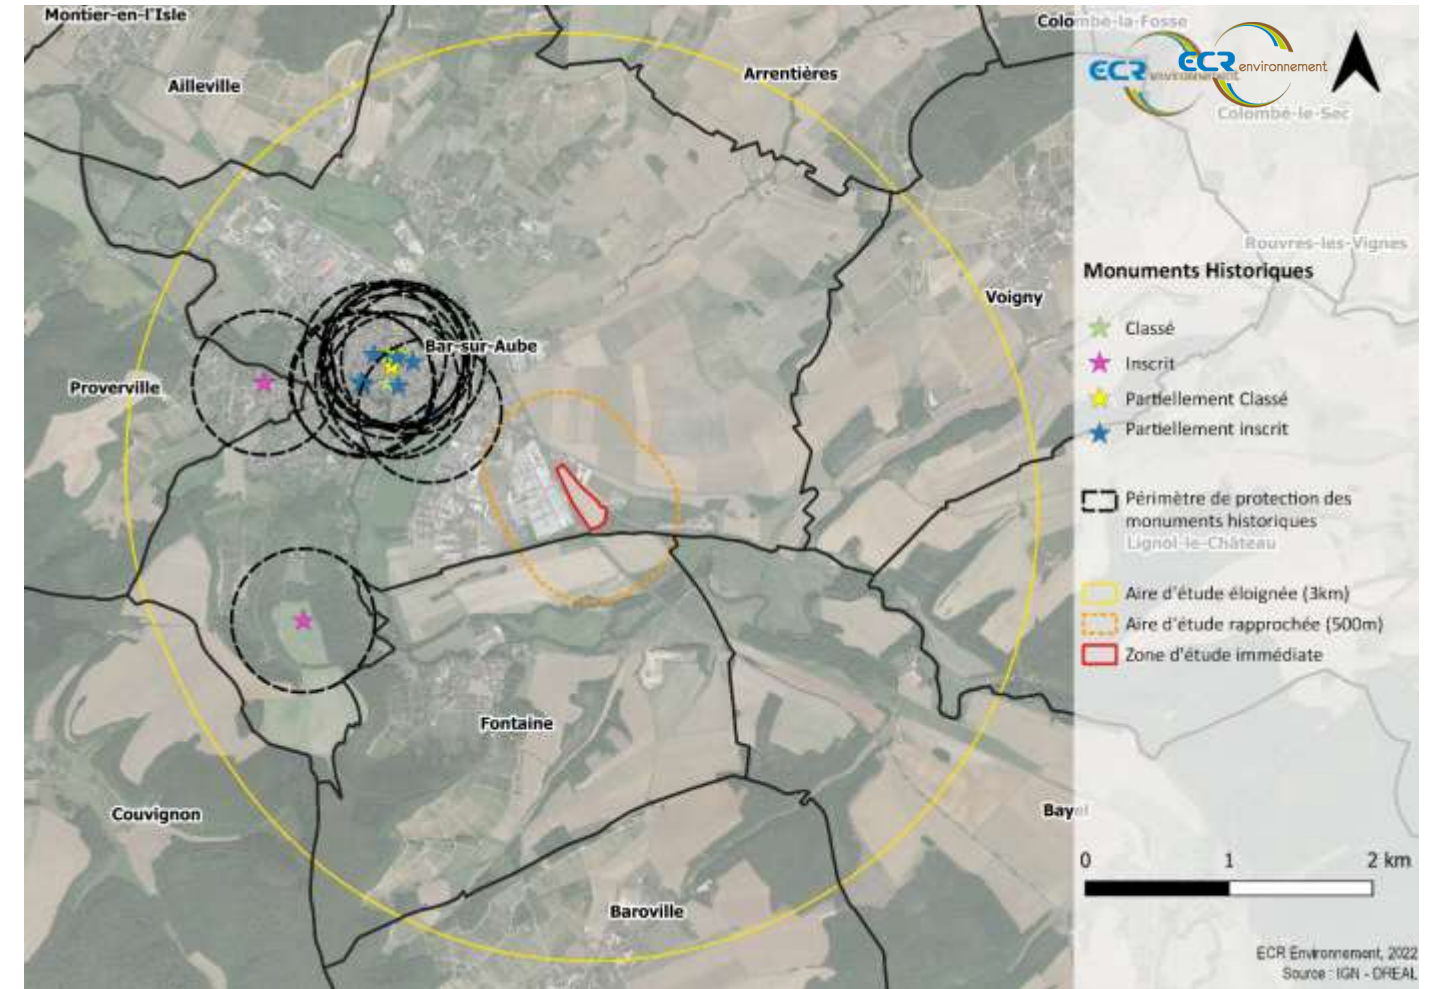 Montier-en-l'Isle
Colombé-la-Fosse
Ailleville
Arrentières
ECR environnement
ECR environnement
Colombé-le-Sec
Rouvres-les-Vignes
Monuments Historiques
Voigny
Classé
Bar-sur-Aube
Inscrit
Proverville
Partiellement Classé
Partiellement inscrit
Périmètre de protection des
monuments historiques
Lignol-le-Château
Aire d'étude éloignée (3km)
Aire d'étude rapprochée (500m)
Zone d'étude immédiate
Fontaine
Couvignon
Bayel
0 1 2 km
Baroville
ECR Environnement, 2022
Source : IGN - DREAL